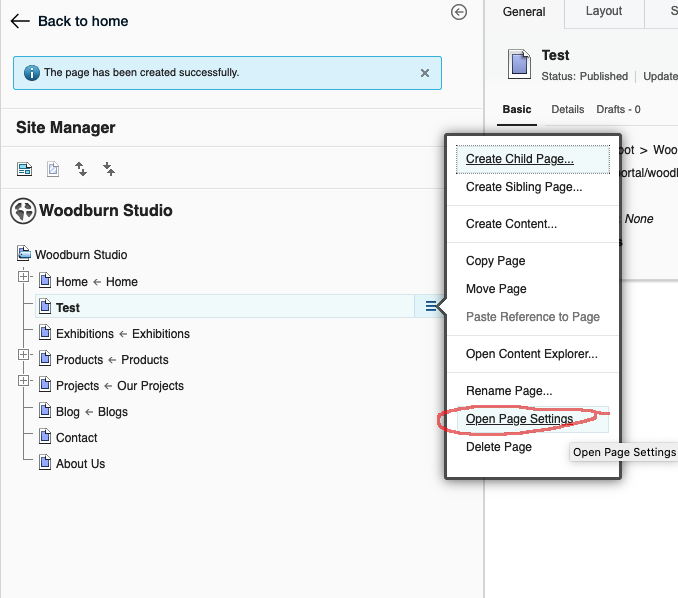 Back to home
The page has been created successfully.
Site Manager
Woodburn Studio
Woodburn Studio
Home ← Home
Test
Exhibitions ← Exhibitions
Products ← Products
Projects ← Our Projects
Blog ← Blogs
Contact
About Us
General
Layout
S
Test
Status: Published
Update
Basic
Details
Drafts - 0
oot > Woo
portal/woodl
: None
s
Create Child Page...
Create Sibling Page...
Create Content...
Copy Page
Move Page
Paste Reference to Page
Open Content Explorer...
Rename Page...
Open Page Settings
Delete Page
Open Page Settings